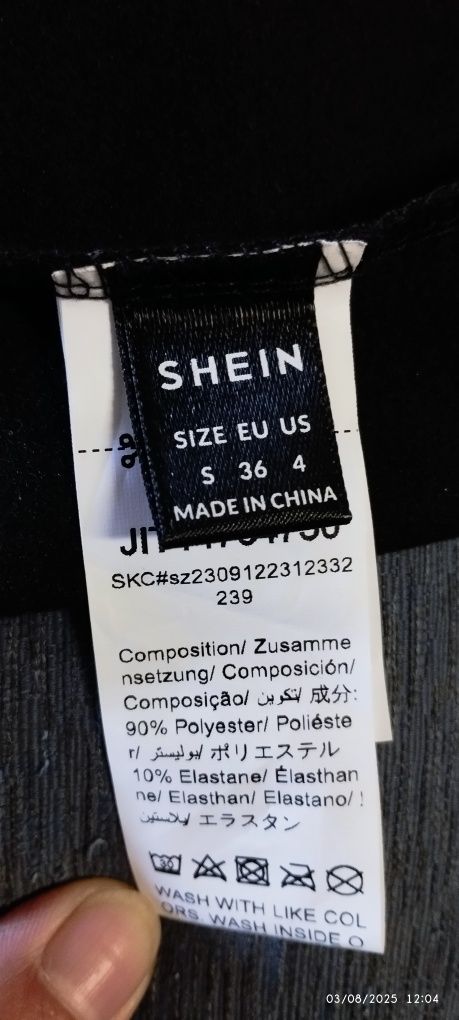 SHEIN
SIZE EU US
S 36 4
MADE IN CHINA
SKC#sz2309122312332
239
Composition/ Zusamme
nsetzung/ Composición/
Composição/ تكوين/ 成分:
90% Polyester/ Poliéste
r/ بوليستر/ ポリエステル
10% Elastane/ Élasthan
ne/ Elasthan/ Elastano/
إيلاستين/ エラスタン
WASH WITH LIKE COL
ORS. WASH INSIDE O
03/08/2025 12:04